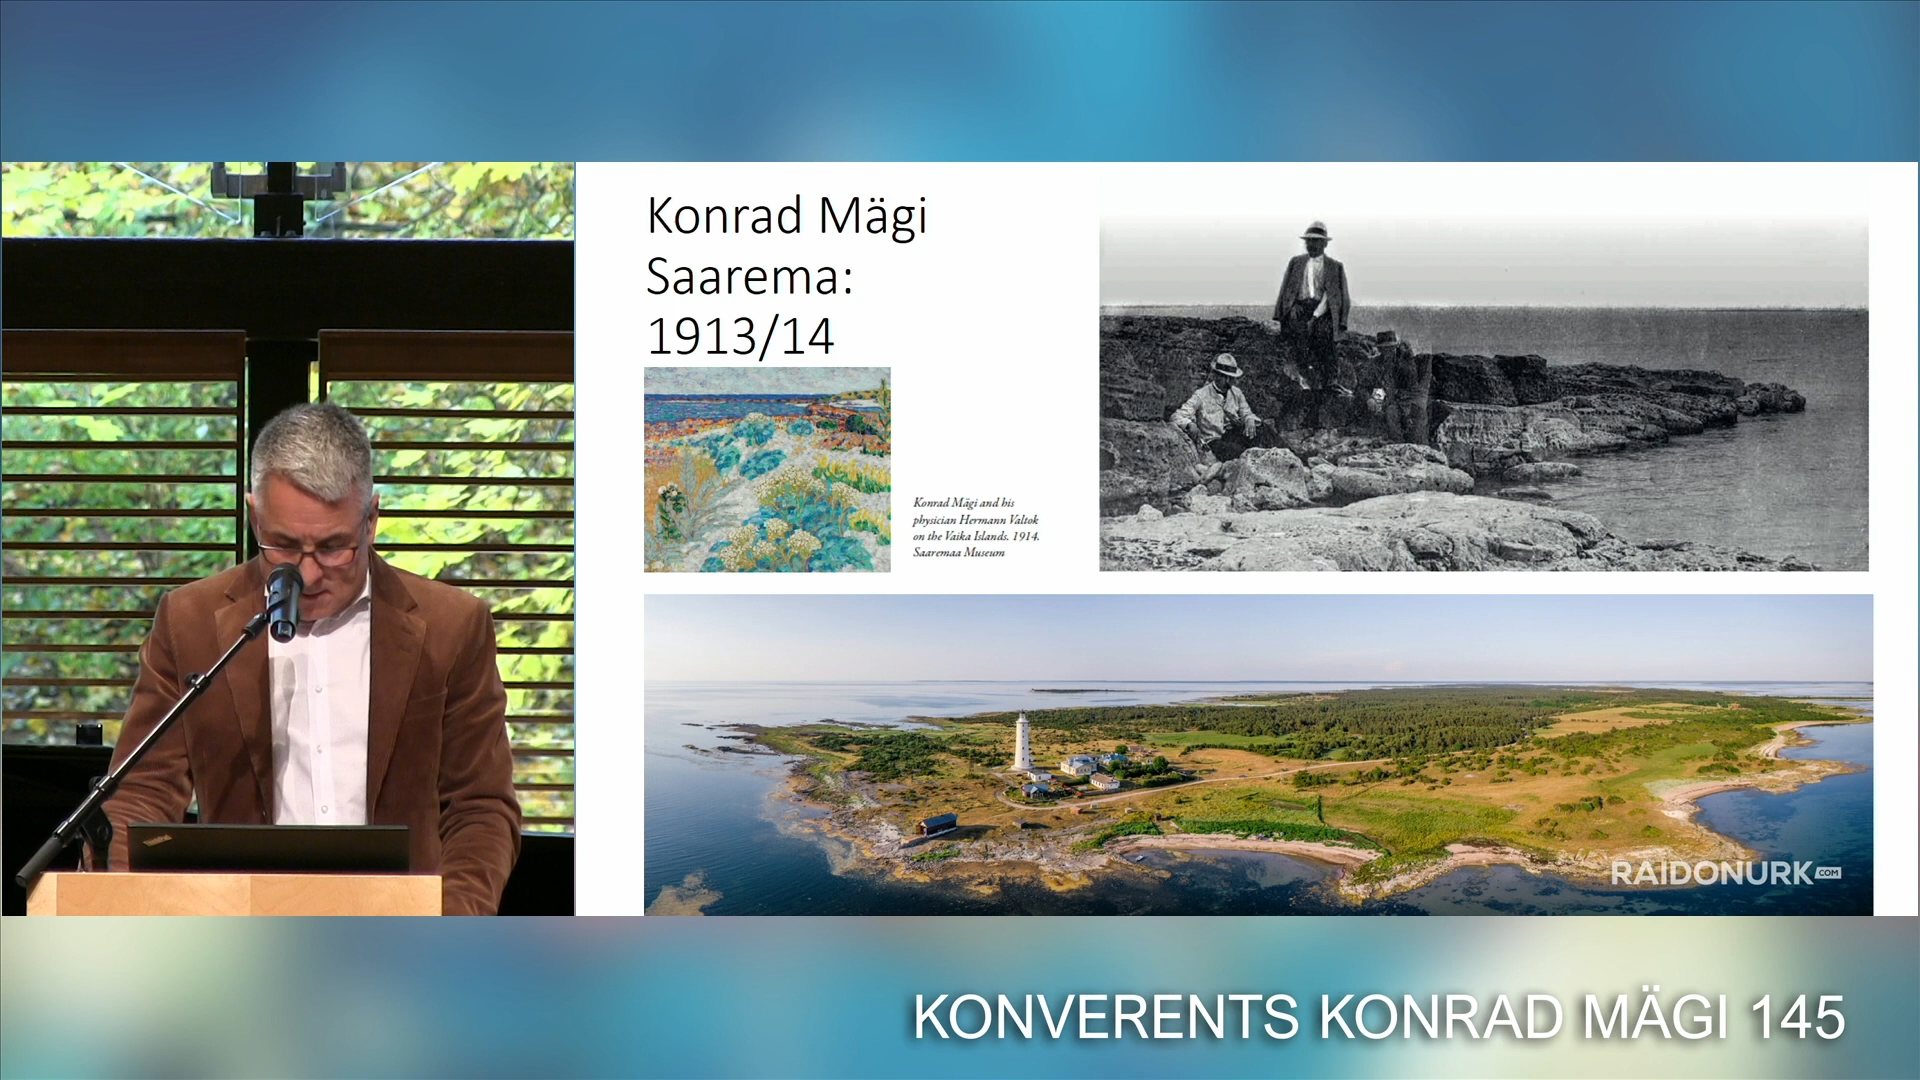 Konrad Mägi
Saarema:
1913/14
Konrad Mägi and his
physician Hermann Valtok
on the Vaika Islands. 1914.
Saaremaa Museum
RAIDONURK.COM
KONVERENTS KONRAD MÄGI 145